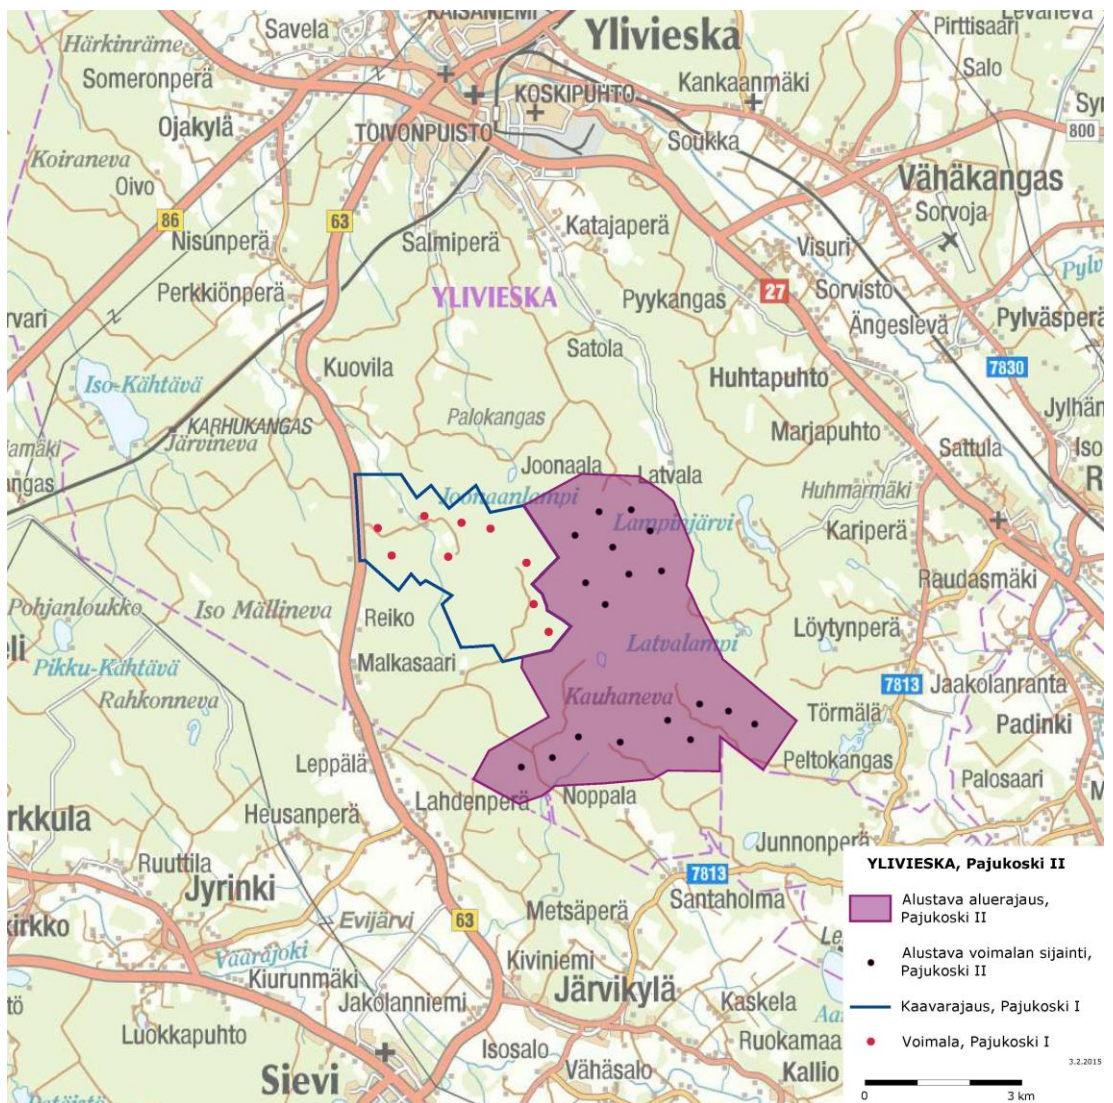 KAISANIEMI
Levaneva
Savela
Ylivieska
Pirttisaari
Härkinräme
Someronperä
Kankaanmäki
Salo
KOSKIPUHTO
Ojakylä
TOIVONPUISTO
Soukka
800
Koiraneva
Oivo
Vähäkangas
Sorvoja
86
63
Katajaperä
Nisunperä
Salmiperä
Visuri
Perkkiönperä
YLIVIESKA
Pyykangas
27
Sorvisto
Ängeslevä
Pylväsperä
Satola
Kuovila
7830
Iso-Kähtävä
Huhtapuhto
Palokangas
KARHUKANGAS
Järvineva
Marjapuhto
Sattula
Joonaala
Latvala
Joonaanlampi
Huhmarmäki
Lampinjärvi
Kariperä
Raudasmäki
Pohjanloukko
Iso Mällineva
Reiko
Löytynperä
Latvalampi
Pikku-Kähtävä
Malkasaari
Rahkonneva
Kauhaneva
7813
Jaakolanranta
Törmälä
Padinki
Leppälä
Peltokangas
Palosaari
Lahdenperä
Noppala
Heusanperä
Junnonperä
Ruuttila
Jyrinki
7813
Santaholma
Metsäperä
Evijärvi
63
Vääräjoki
Kiviniemi
Kiurunmäki
Järvikylä
Jakolanniemi
Kaskela
Luokkapuhto
Isosalo
Ruokamaa
Sievi
Vähäsalo
Kallio
YLIVIESKA, Pajukoski II
Alustava aluerajaus,
Pajukoski II
Alustava voimalan sijainti,
Pajukoski II
Kaavarajaus, Pajukoski I
Voimala, Pajukoski I
3.2.2015
0
3 km